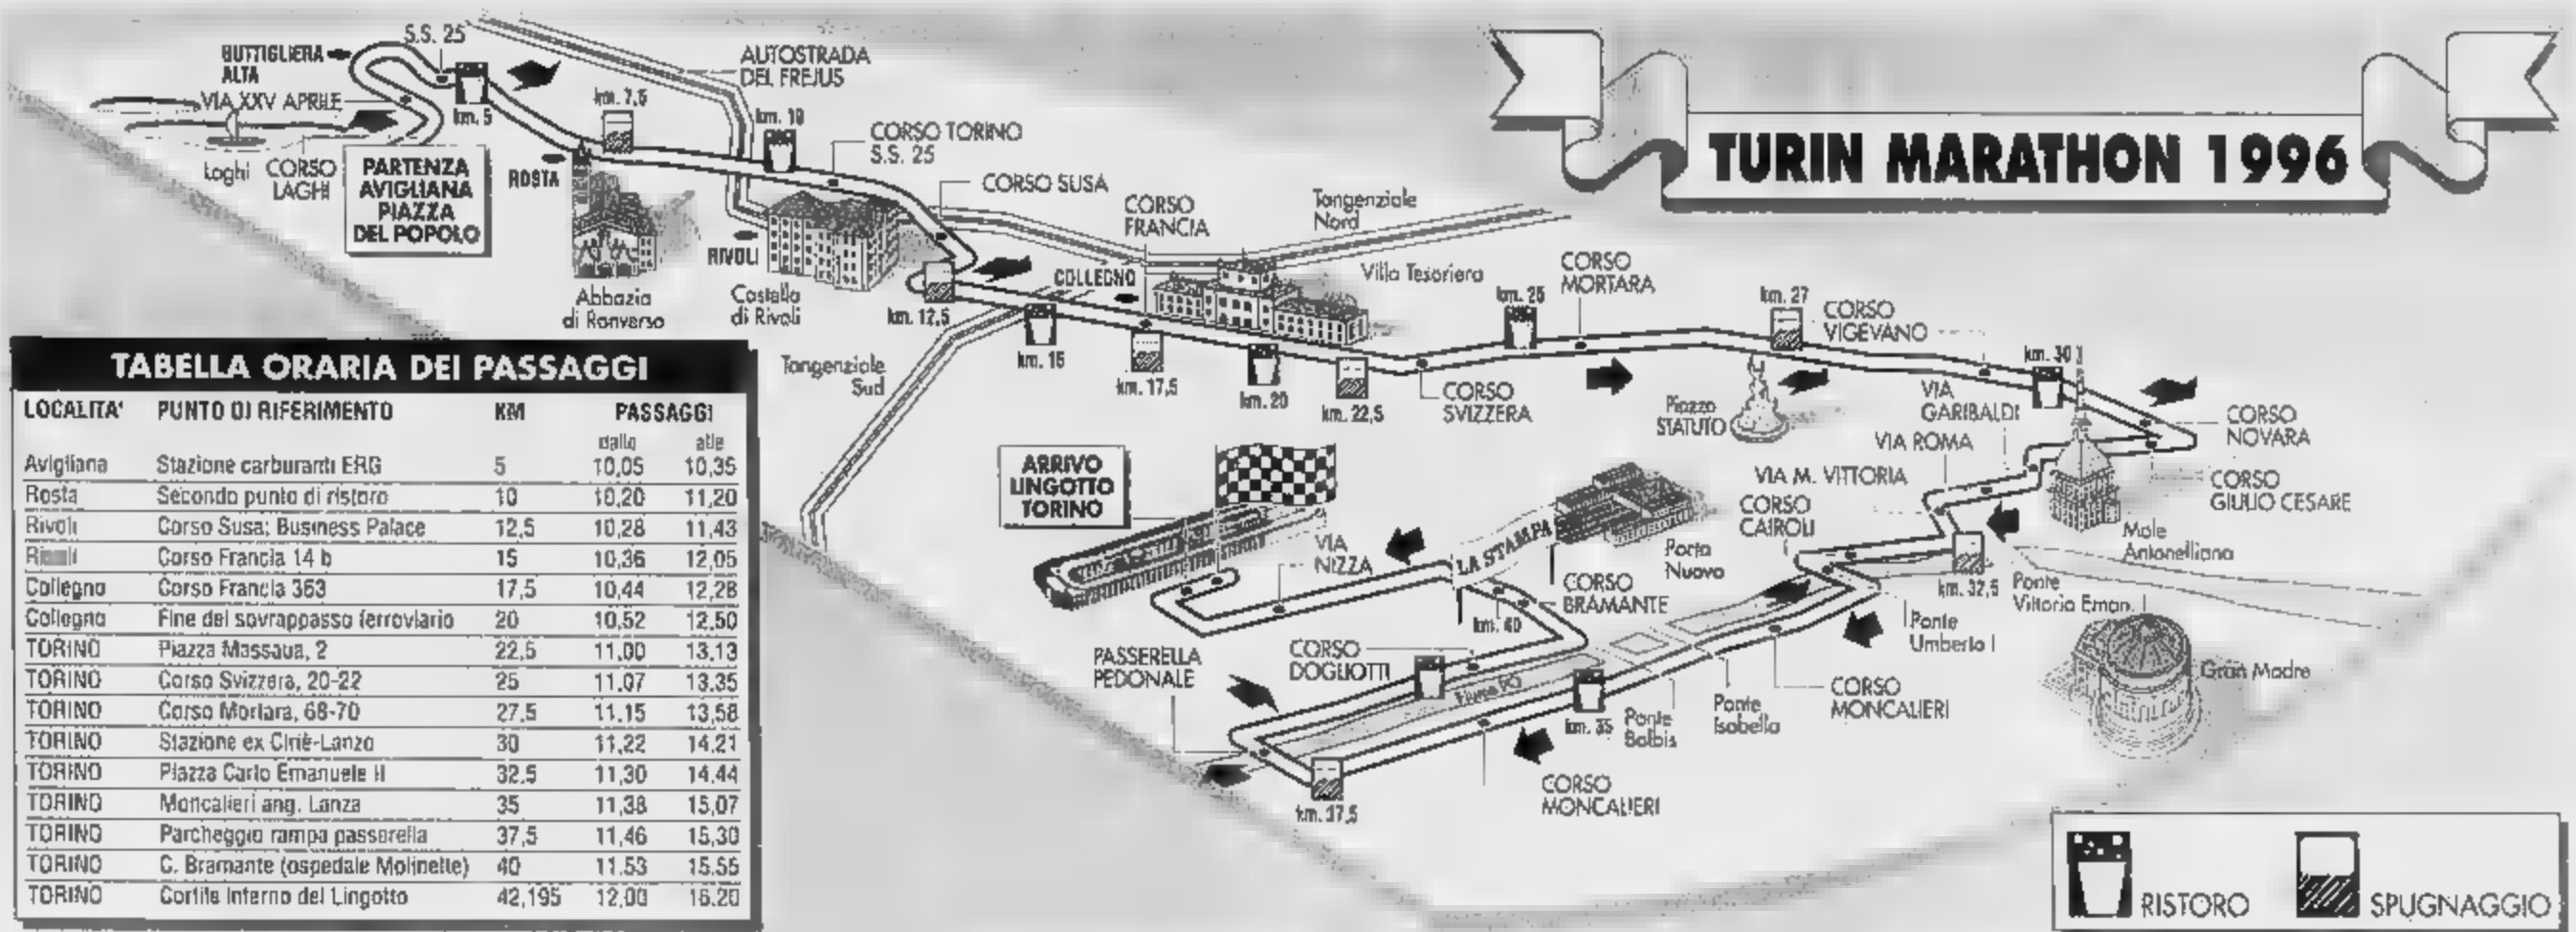 TURIN MARATHON 1996
BUTTIGLIERA
ALTA
S.S. 25
VIA XXV APRILE
km. 5
Laghi
CORSO
LAGHI
PARTENZA
AVIGLIANA
PIAZZA
DEL POPOLO
AUTOSTRADA
DEL FREJUS
km. 7,5
km. 10
ROSTA
CORSO TORINO
S.S. 25
CORSO SUSA
RIVOLI
Abbazia
di Ranverso
Castello
di Rivoli
km. 12,5
CORSO
FRANCIA
Tangenziale
Nord
COLLEGNO
Villa Tesoriera
Tangenziale
Sud
km. 15
km. 17,5
km. 20
km. 22,5
CORSO
SVIZZERA
km. 25
CORSO
MORTARA
km. 27
CORSO
VIGEVANO
km. 30
Piazza
STATUTO
VIA
GARIBALDI
VIA ROMA
VIA M. VITTORIA
CORSO
CAIROLI
CORSO
NOVARA
CORSO
GIULIO CESARE
Mole
Antonelliana
km. 32,5
Ponte
Vittorio Eman. I
Ponte
Umberto I
Gran Madre
ARRIVO
LINGOTTO
TORINO
VIA
NIZZA
LA STAMPA
Porta
Nuova
CORSO
BRAMANTE
km. 40
CORSO
DOGLIOTTI
PASSERELLA
PEDONALE
Fiume PO
km. 35
Ponte
Balbis
Ponte
Isabella
CORSO
MONCALIERI
CORSO
MONCALIERI
km. 37,5
TABELLA ORARIA DEI PASSAGGI
LOCALITA' PUNTO DI RIFERIMENTO KM PASSAGGI
dalle alle
Avigliana Stazione carburanti ERG 5 10,05 10,35
Rosta Secondo punto di ristoro 10 10,20 11,20
Rivoli Corso Susa; Business Palace 12,5 10,28 11,43
Corso Francia 14 b 15 10,36 12,05
Collegno Corso Francia 363 17,5 10,44 12,28
Collegno Fine del sovrappasso ferroviario 20 10,52 12,50
TORINO Piazza Massaua, 2 22,5 11,00 13,13
TORINO Corso Svizzera, 20-22 25 11,07 13,35
TORINO Corso Mortara, 68-70 27,5 11,15 13,58
TORINO Stazione ex Ciriè-Lanzo 30 11,22 14,21
TORINO Piazza Carlo Emanuele II 32,5 11,30 14,44
TORINO Moncalieri ang. Lanza 35 11,38 15,07
TORINO Parcheggio rampa passerella 37,5 11,46 15,30
TORINO C. Bramante (ospedale Molinette) 40 11,53 15,55
TORINO Cortile interno del Lingotto 42,195 12,00 16,20
RISTORO
SPUGNAGGIO